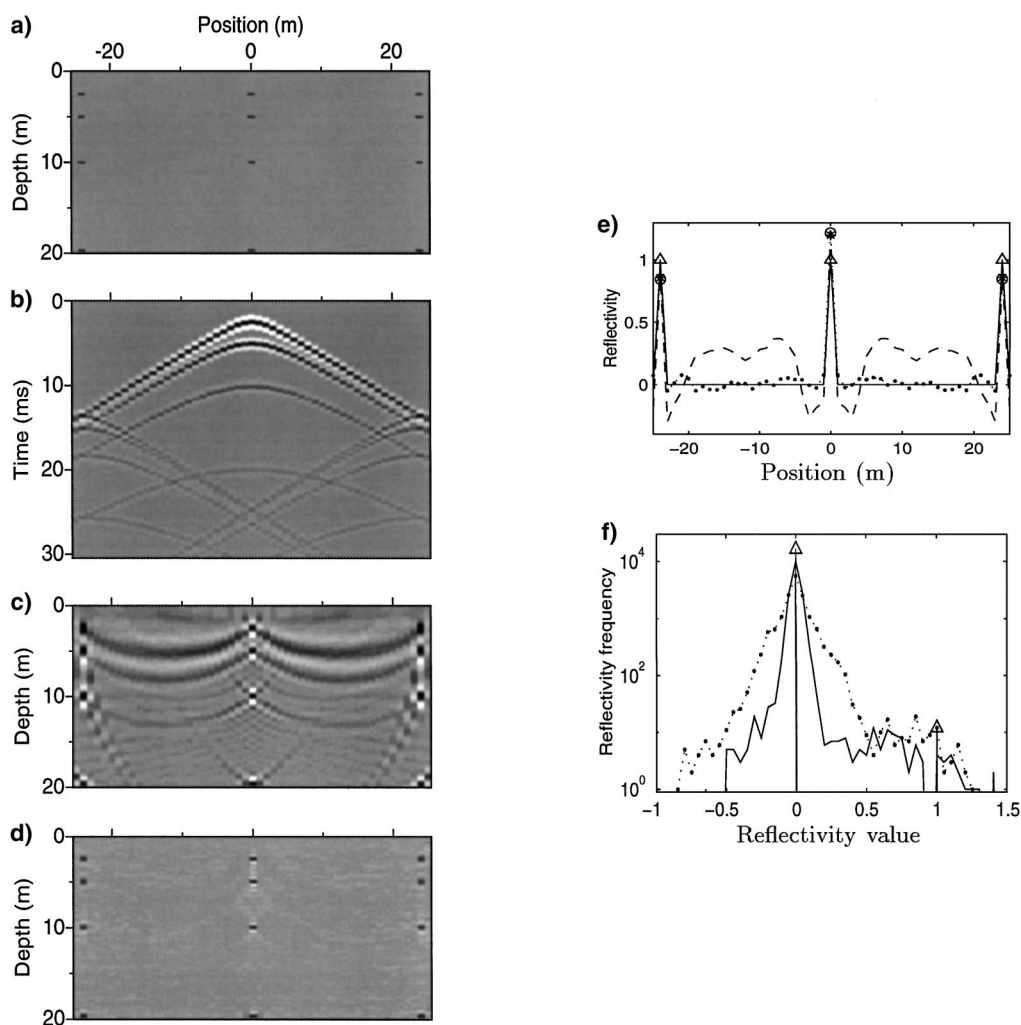 a)
Position (m)
-20 0 20
0
10
20
Depth (m)
b)
0
10
20
30
Time (ms)
c)
0
10
20
Depth (m)
d)
0
10
20
Depth (m)
e)
1
0.5
0
Reflectivity
−20 −10 0 10 20
Position (m)
f)
10^4
10^2
10^0
Reflectivity frequency
−1 −0.5 0 0.5 1 1.5
Reflectivity value